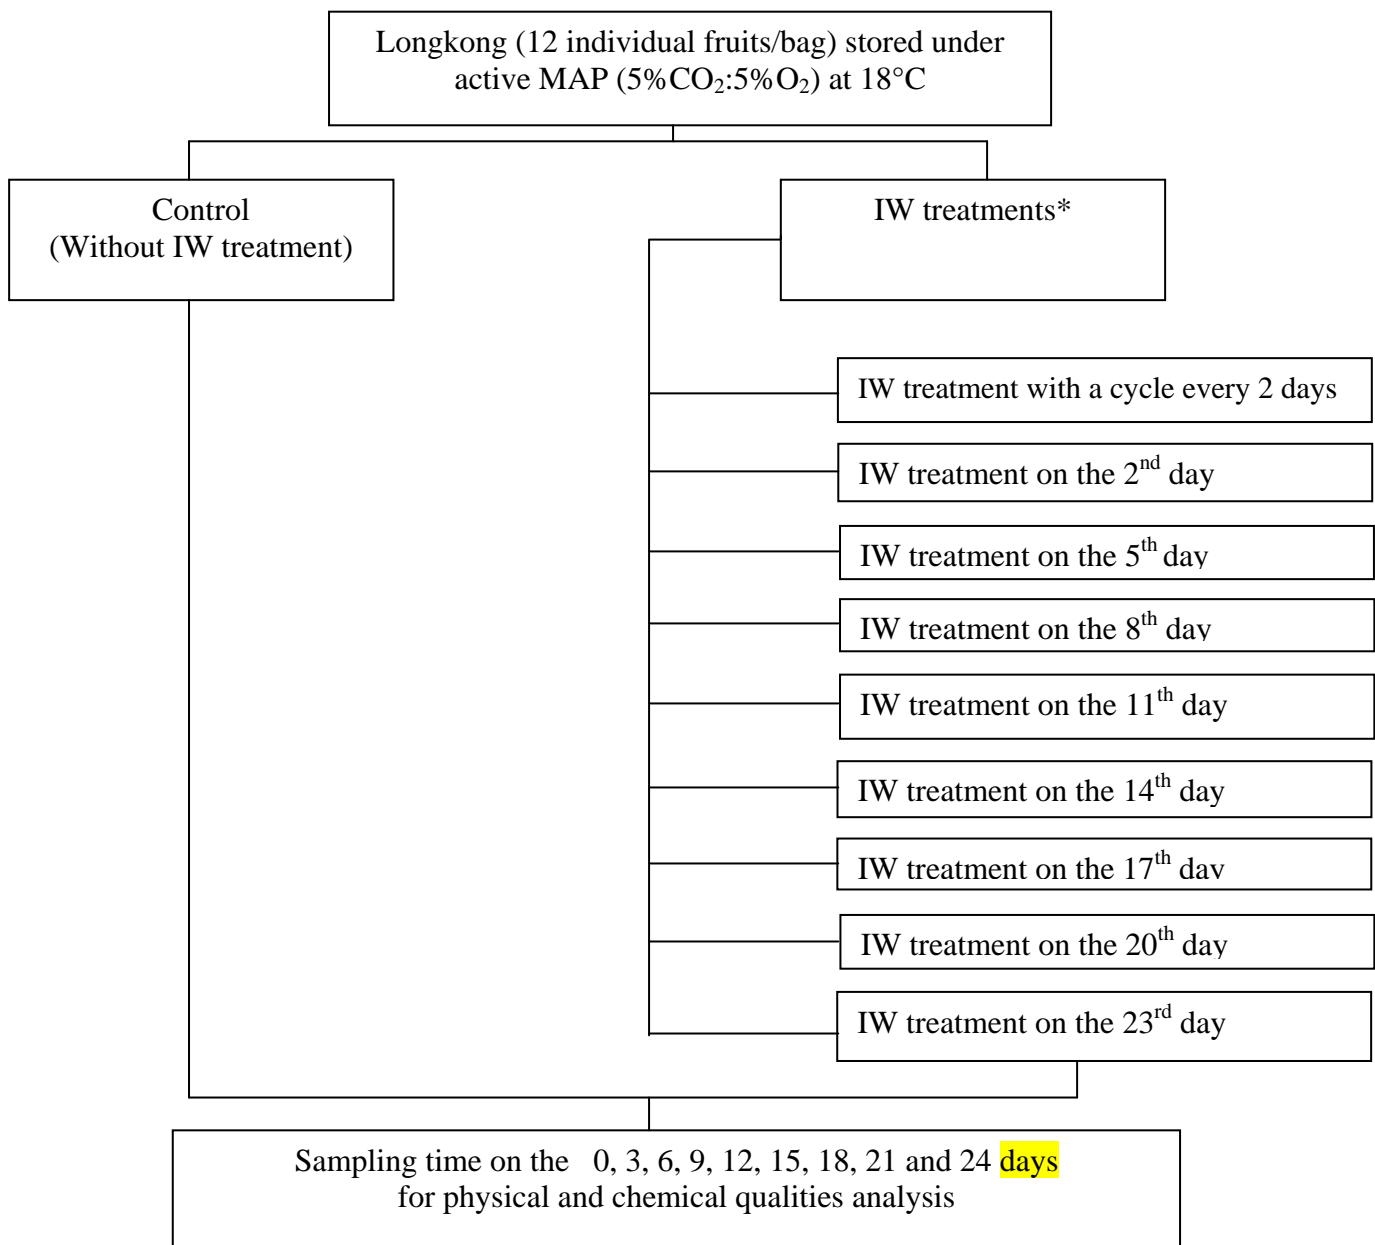 Longkong (12 individual fruits/bag) stored under
active MAP (5%CO₂:5%O₂) at 18°C
Control
(Without IW treatment)
IW treatments*
IW treatment with a cycle every 2 days
IW treatment on the 2nd day
IW treatment on the 5th day
IW treatment on the 8th day
IW treatment on the 11th day
IW treatment on the 14th day
IW treatment on the 17th day
IW treatment on the 20th day
IW treatment on the 23rd day
Sampling time on the 0, 3, 6, 9, 12, 15, 18, 21 and 24 days
for physical and chemical qualities analysis